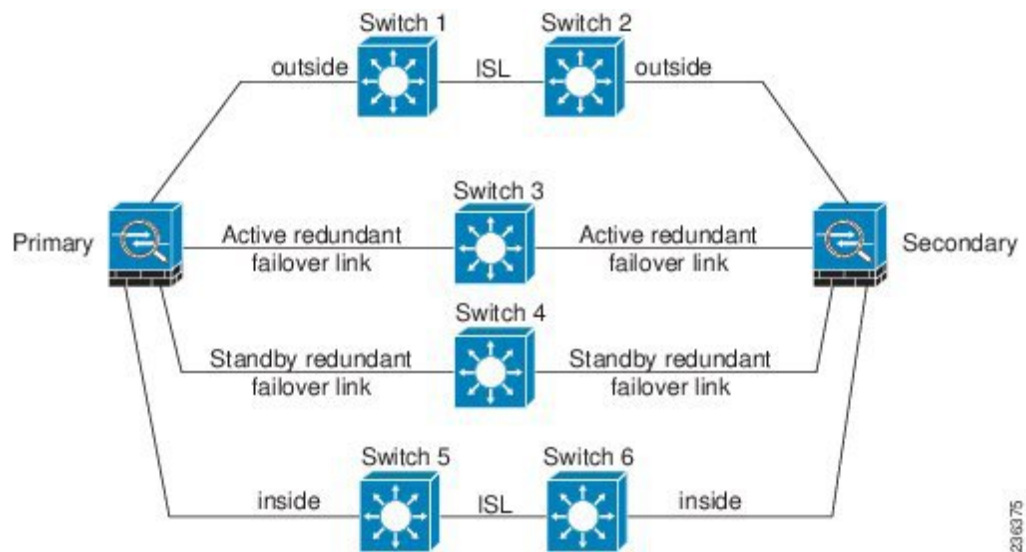 Switch 1
Switch 2
outside
ISL
outside
Switch 3
Primary
Active redundant
failover link
Active redundant
failover link
Secondary
Switch 4
Standby redundant
failover link
Standby redundant
failover link
Switch 5
Switch 6
inside
ISL
inside
236375